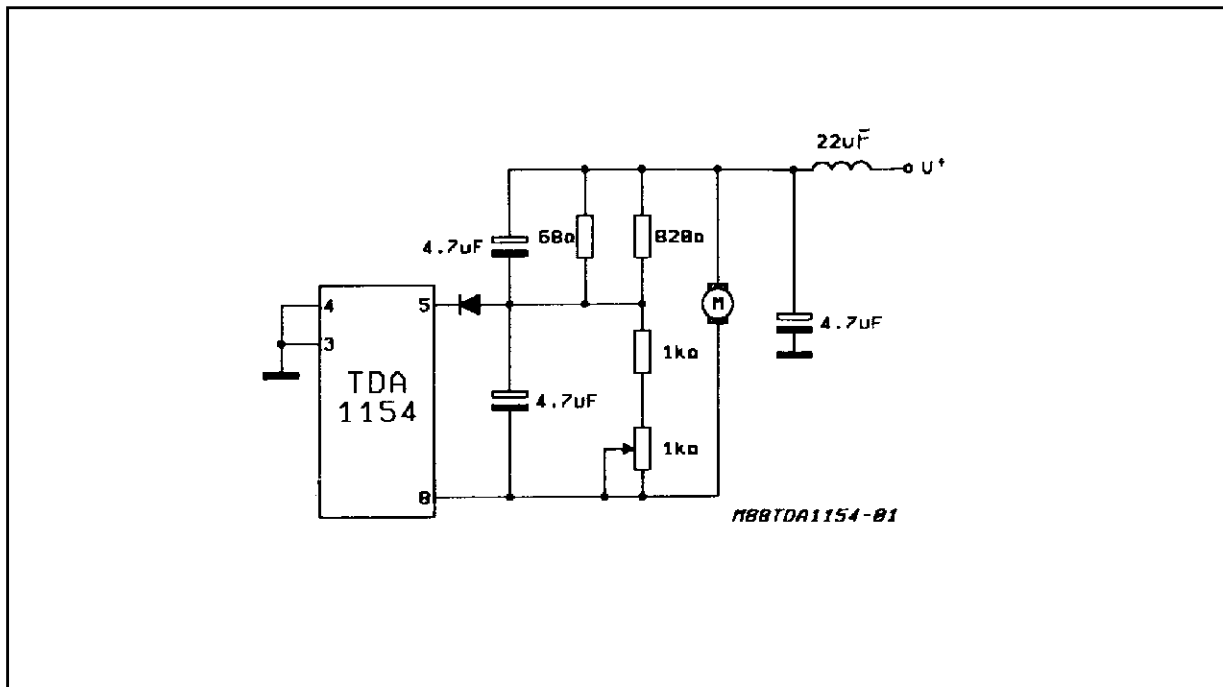 22uF
U+
4.7uF
68Ω
820Ω
4
5
M
3
4.7uF
1kΩ
TDA
1154
4.7uF
1kΩ
8
M88TDA1154-01